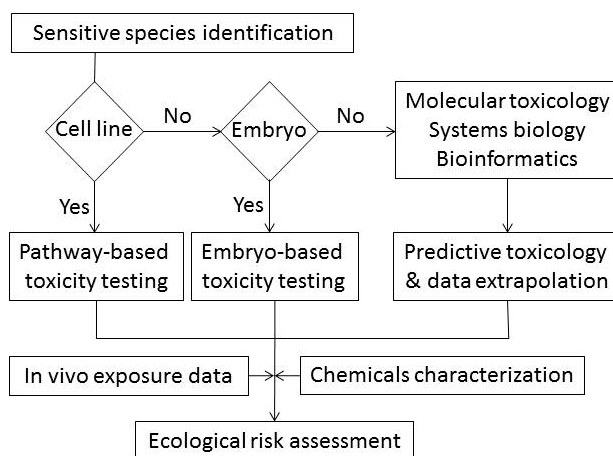 Sensitive species identification
Cell line
No
Embryo
No
Molecular toxicology
Systems biology
Bioinformatics
Yes
Yes
Pathway-based
toxicity testing
Embryo-based
toxicity testing
Predictive toxicology
& data extrapolation
In vivo exposure data
Chemicals characterization
Ecological risk assessment